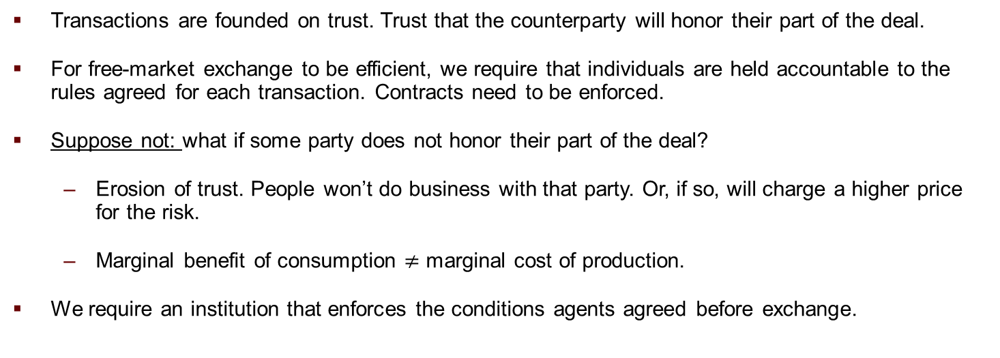 ▪ Transactions are founded on trust. Trust that the counterparty will honor their part of the deal.
▪ For free-market exchange to be efficient, we require that individuals are held accountable to the
rules agreed for each transaction. Contracts need to be enforced.
▪ Suppose not: what if some party does not honor their part of the deal?
– Erosion of trust. People won’t do business with that party. Or, if so, will charge a higher price
for the risk.
– Marginal benefit of consumption ≠ marginal cost of production.
▪ We require an institution that enforces the conditions agents agreed before exchange.